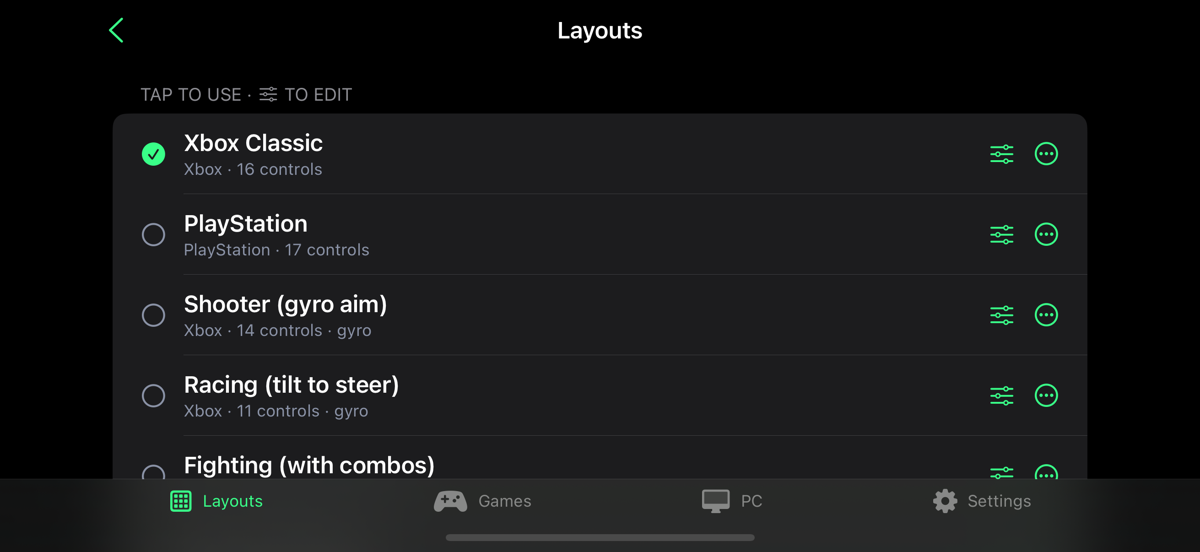 Layouts
TAP TO USE · TO EDIT
Xbox Classic
Xbox · 16 controls
PlayStation
PlayStation · 17 controls
Shooter (gyro aim)
Xbox · 14 controls · gyro
Racing (tilt to steer)
Xbox · 11 controls · gyro
Fighting (with combos)
Layouts
Games
PC
Settings